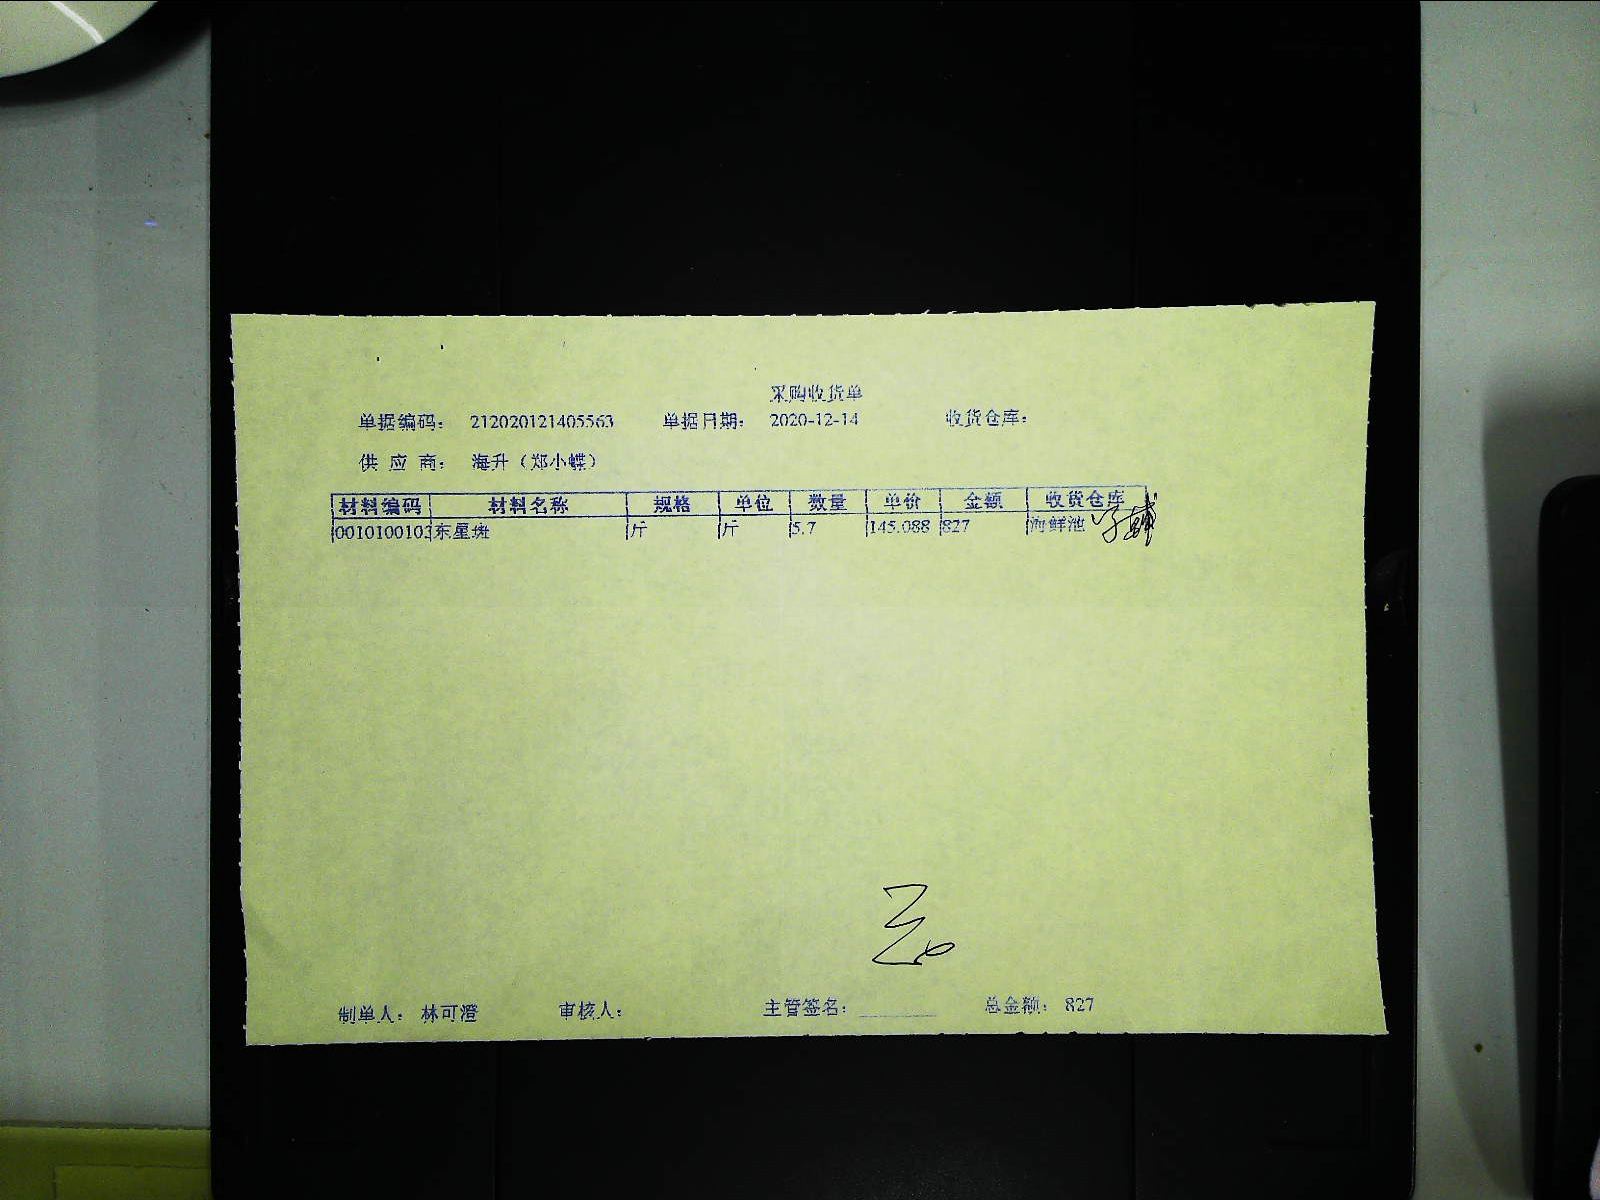 采购收货单
单据编码： 212020121405563 单据日期： 2020-12-14 收货仓库：
供 应 商： 海升（郑小蝶）
材料编码 材料名称 规格 单位 数量 单价 金额 收货仓库
0010100103 东星斑 斤 斤 5.7 145.088 827 海鲜池
制单人： 林可澄 审核人： 主管签名： 总金额： 827